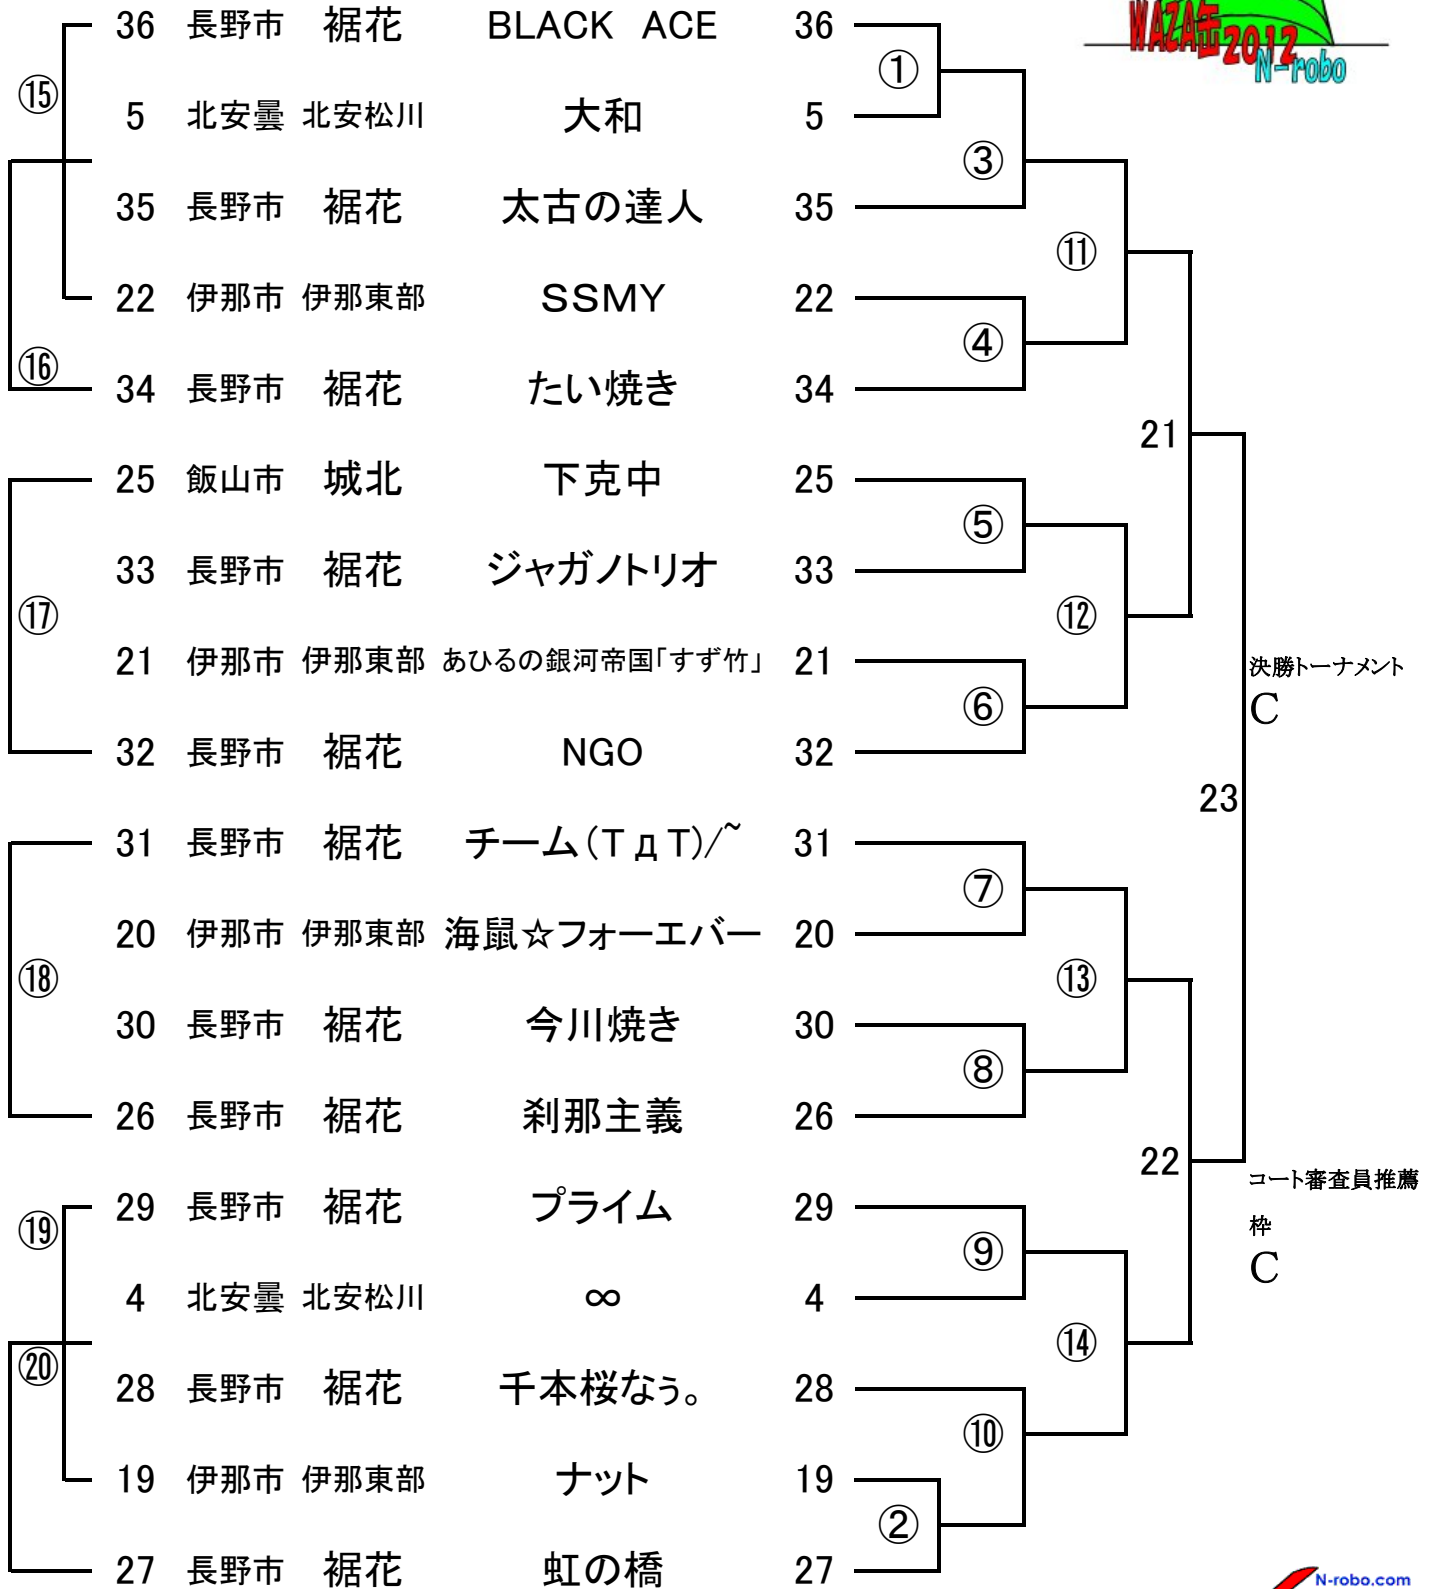 WAZA缶2012
N-robo
36 長野市 裾花 BLACK ACE 36
①
⑮
5 北安曇 北安松川 大和 5
③
35 長野市 裾花 太古の達人 35
⑪
22 伊那市 伊那東部 SSMY 22
④
⑯
34 長野市 裾花 たい焼き 34
21
25 飯山市 城北 下克中 25
⑤
33 長野市 裾花 ジャガノトリオ 33
⑰
⑫
21 伊那市 伊那東部 あひるの銀河帝国「すず竹」 21
決勝トーナメント
C
⑥
32 長野市 裾花 NGO 32
23
31 長野市 裾花 チーム(TдT)/~ 31
⑦
20 伊那市 伊那東部 海鼠☆フォーエバー 20
⑱
⑬
30 長野市 裾花 今川焼き 30
⑧
26 長野市 裾花 刹那主義 26
22
コート審査員推薦
枠
C
29 長野市 裾花 プライム 29
⑲
⑨
4 北安曇 北安松川 ∞ 4
⑭
⑳
28 長野市 裾花 千本桜なぅ。 28
⑩
19 伊那市 伊那東部 ナット 19
②
27 長野市 裾花 虹の橋 27
N-robo.com